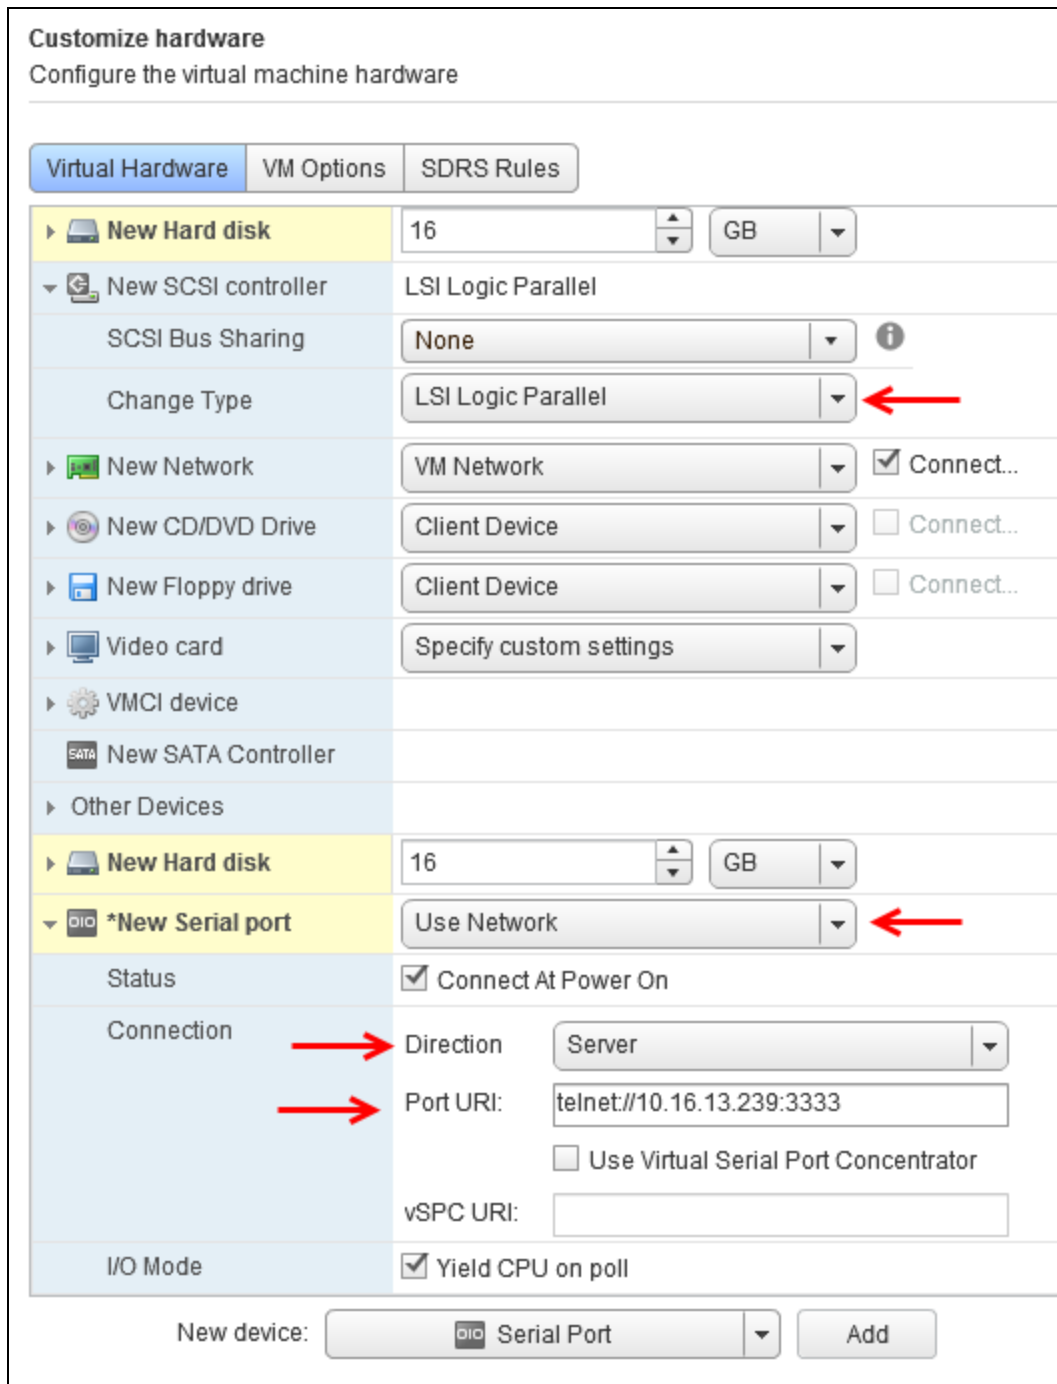 Customize hardware
Configure the virtual machine hardware
Virtual Hardware VM Options SDRS Rules
New Hard disk 16 GB
New SCSI controller LSI Logic Parallel
SCSI Bus Sharing None
Change Type LSI Logic Parallel
New Network VM Network Connect...
New CD/DVD Drive Client Device Connect...
New Floppy drive Client Device Connect...
Video card Specify custom settings
VMCI device
SATA New SATA Controller
Other Devices
New Hard disk 16 GB
OIO *New Serial port Use Network
Status Connect At Power On
Connection Direction Server
Port URI: telnet://10.16.13.239:3333
Use Virtual Serial Port Concentrator
vSPC URI:
I/O Mode Yield CPU on poll
New device: OIO Serial Port Add